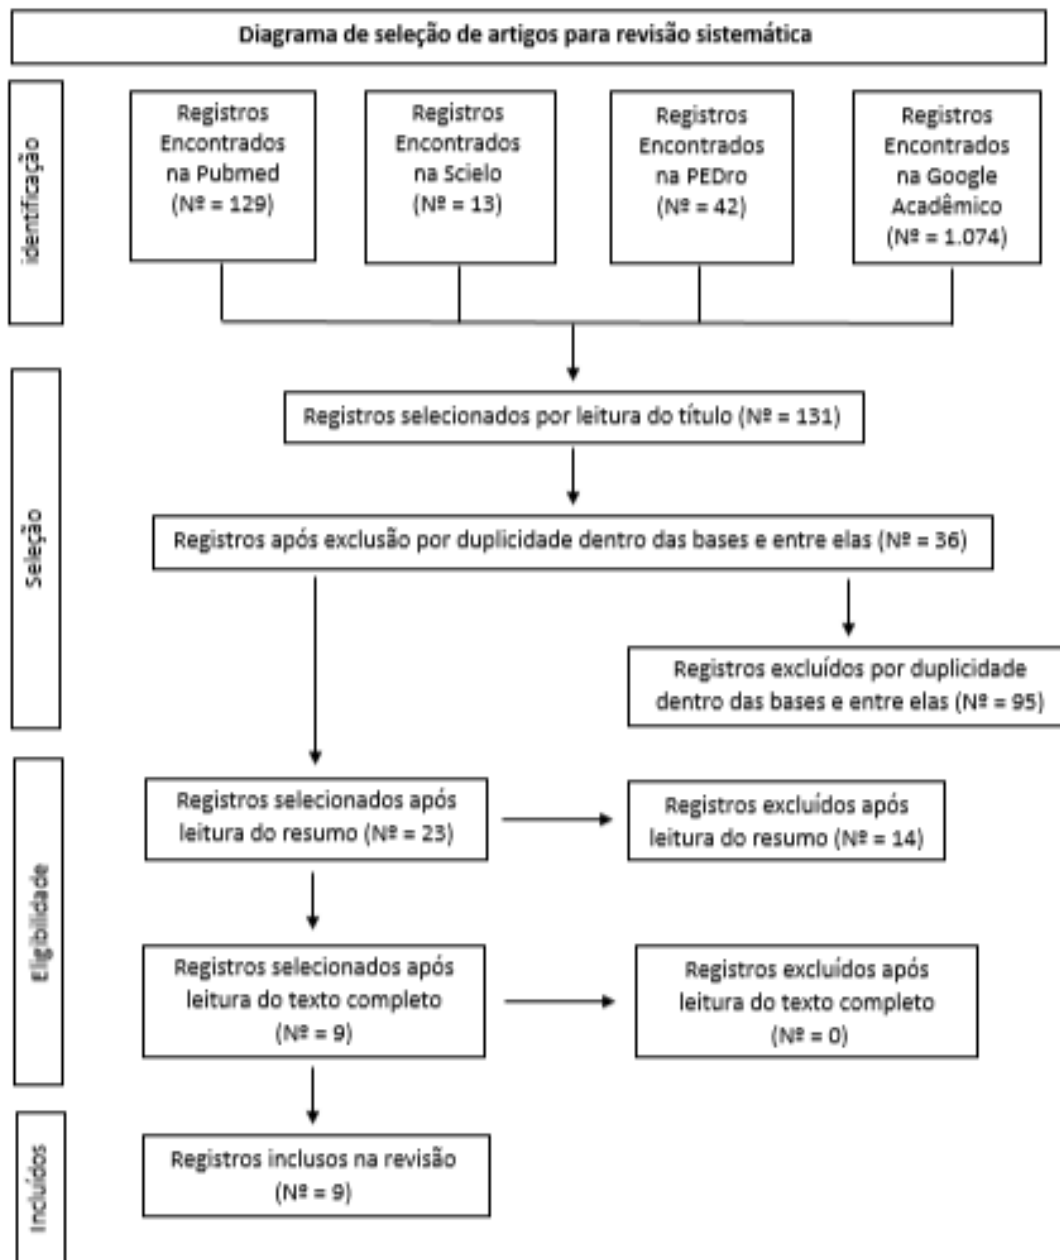 Diagrama de seleção de artigos para revisão sistemática
identificação
Registros
Encontrados
na Pubmed
(Nº = 129)
Registros
Encontrados
na Scielo
(Nº = 13)
Registros
Encontrados
na PEDro
(Nº = 42)
Registros
Encontrados
na Google
Acadêmico
(Nº = 1.074)
Seleção
Registros selecionados por leitura do título (Nº = 131)
Registros após exclusão por duplicidade dentro das bases e entre elas (Nº = 36)
Registros excluídos por duplicidade
dentro das bases e entre elas (Nº = 95)
Eligibilidade
Registros selecionados após
leitura do resumo (Nº = 23)
Registros excluídos após
leitura do resumo (Nº = 14)
Registros selecionados após
leitura do texto completo
(Nº = 9)
Registros excluídos após
leitura do texto completo
(Nº = 0)
Incluídos
Registros inclusos na revisão
(Nº = 9)